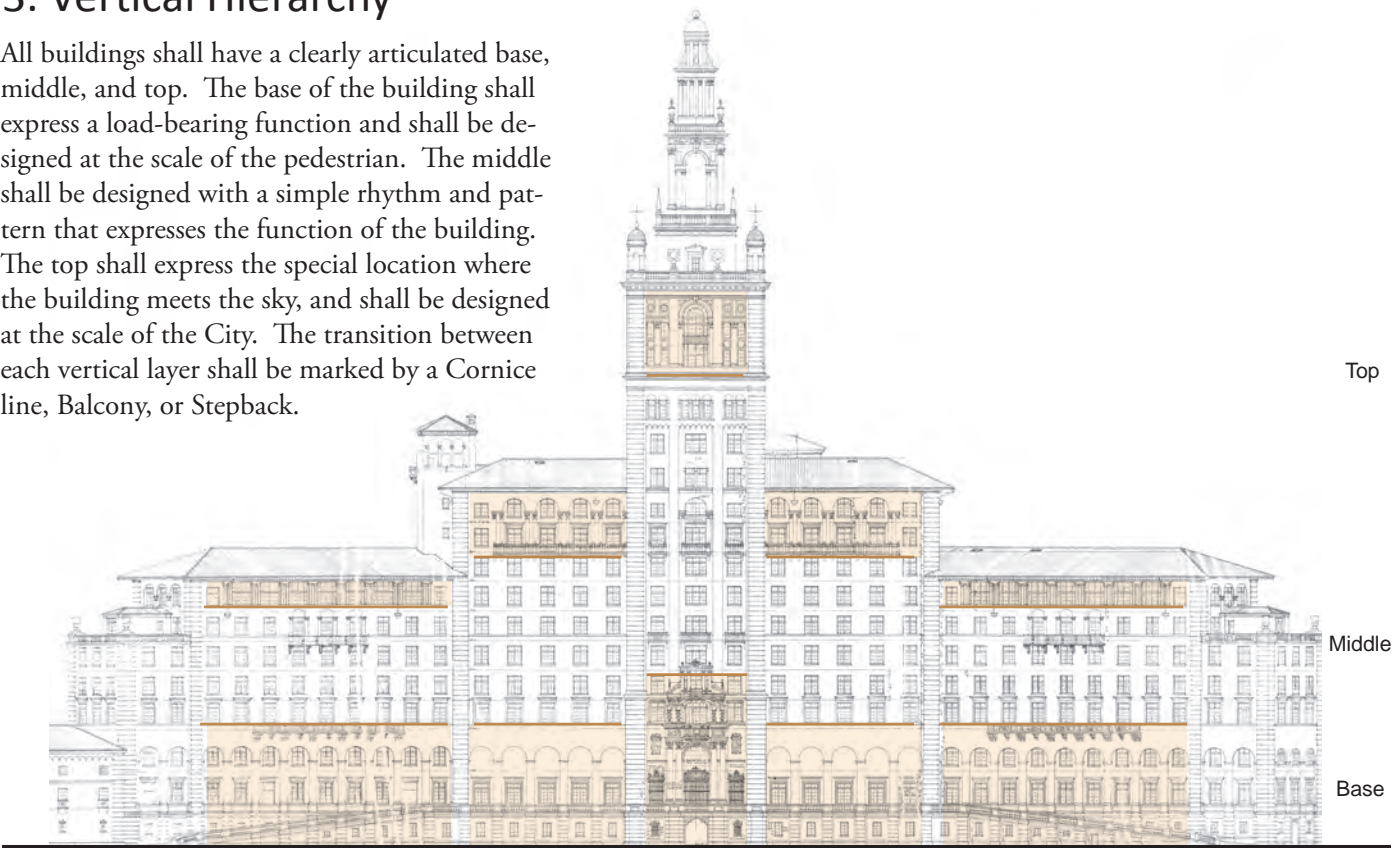 3. Vertical Hierarchy
All buildings shall have a clearly articulated base,
middle, and top.  The base of the building shall
express a load-bearing function and shall be de-
signed at the scale of the pedestrian.  The middle
shall be designed with a simple rhythm and pat-
tern that expresses the function of the building.
The top shall express the special location where
the building meets the sky, and shall be designed
at the scale of the City.  The transition between
each vertical layer shall be marked by a Cornice
line, Balcony, or Stepback.
Top
Middle
Base